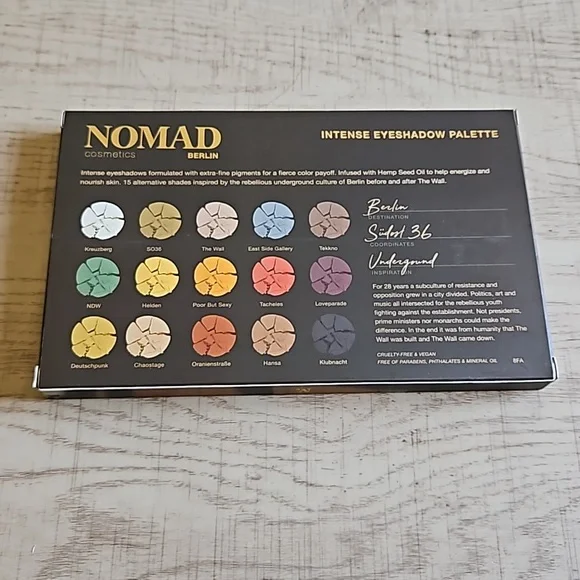 NOMAD
cosmetics BERLIN
INTENSE EYESHADOW PALETTE
Intense eyeshadows formulated with extra-fine pigments for a fierce color payoff. Infused with Hemp Seed Oil to help energize and
nourish skin. 15 alternative shades inspired by the rebellious underground culture of Berlin before and after The Wall.
Kreuzberg SO36 The Wall East Side Gallery Tekkno
NDW Helden Poor But Sexy Tacheles Loveparade
Deutschpunk Chaostage Oranienstraße Hansa Klubnacht
Berlin
DESTINATION
Südost 36
COORDINATES
Underground
INSPIRATION
For 28 years a subculture of resistance and
opposition grew in a city divided. Politics, art and
music all intersected for the rebellious youth
fighting against the establishment. Not presidents,
prime ministers nor monarchs could make the
difference. In the end it was from humanity that The
Wall was built and The Wall came down.
CRUELTY-FREE & VEGAN
FREE OF PARABENS, PHTHALATES & MINERAL OIL BFA